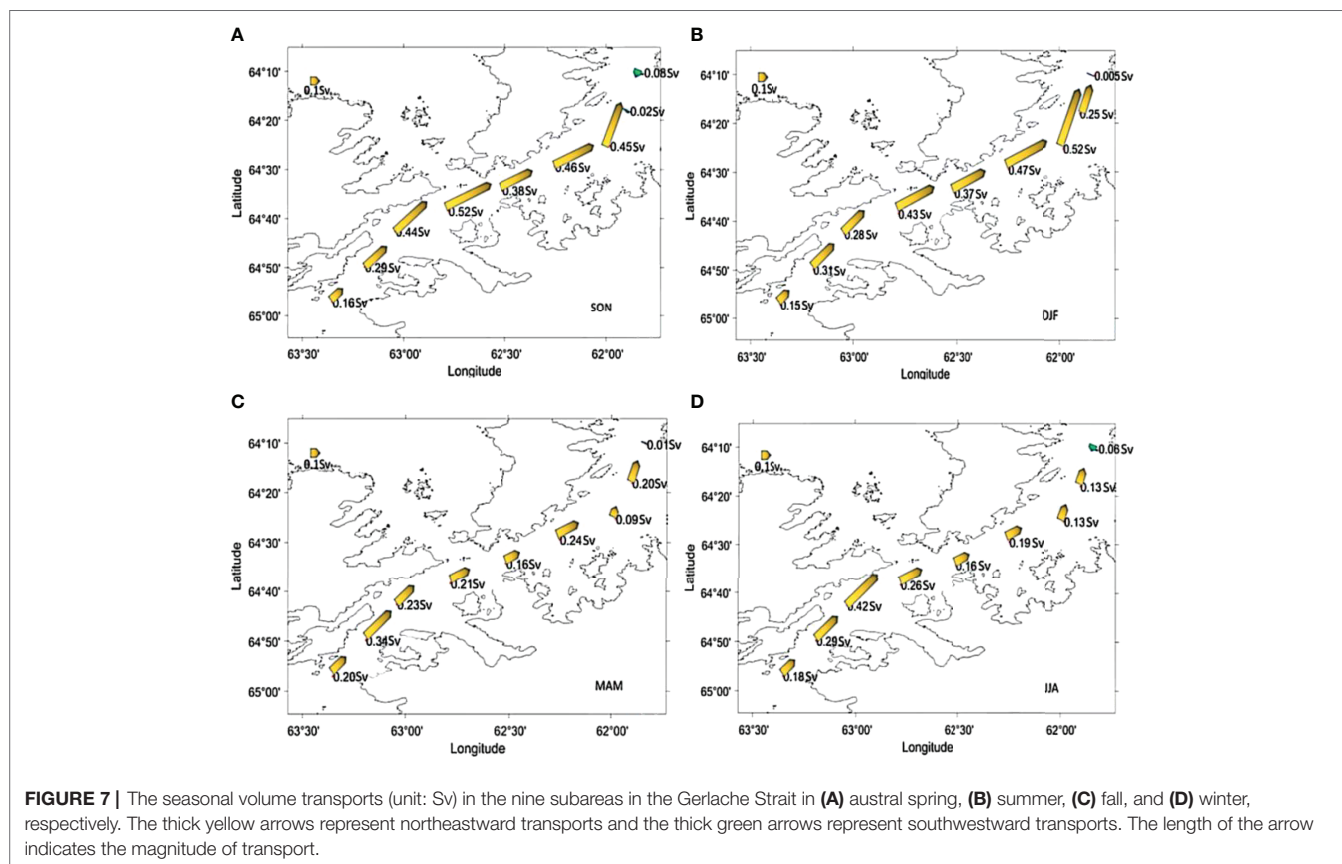 A
64°10'
64°20'
64°30'
64°40'
64°50'
65°00'
Latitude
0.1Sv
0.08Sv
0.02Sv
0.45Sv
0.46Sv
0.38Sv
0.52Sv
0.44Sv
0.29Sv
0.16Sv
SON
63°30'
63°00'
62°30'
62°00'
Longitude
B
64°10'
64°20'
64°30'
64°40'
64°50'
65°00'
Latitude
0.1Sv
0.005Sv
0.25Sv
0.52Sv
0.47Sv
0.37Sv
0.43Sv
0.28Sv
0.31Sv
0.15Sv
DJF
63°30'
63°00'
62°30'
62°00'
Longitude
C
64°10'
64°20'
64°30'
64°40'
64°50'
65°00'
Latitude
0.1Sv
0.01Sv
0.20Sv
0.09Sv
0.24Sv
0.16Sv
0.21Sv
0.23Sv
0.34Sv
0.20Sv
MAM
63°30'
63°00'
62°30'
62°00'
Longitude
D
64°10'
64°20'
64°30'
64°40'
64°50'
65°00'
Latitude
0.1Sv
0.06Sv
0.13Sv
0.13Sv
0.19Sv
0.16Sv
0.26Sv
0.42Sv
0.29Sv
0.18Sv
JJA
63°30'
63°00'
62°30'
62°00'
Longitude
FIGURE 7 | The seasonal volume transports (unit: Sv) in the nine subareas in the Gerlache Strait in (A) austral spring, (B) summer, (C) fall, and (D) winter,
respectively. The thick yellow arrows represent northeastward transports and the thick green arrows represent southwestward transports. The length of the arrow
indicates the magnitude of transport.